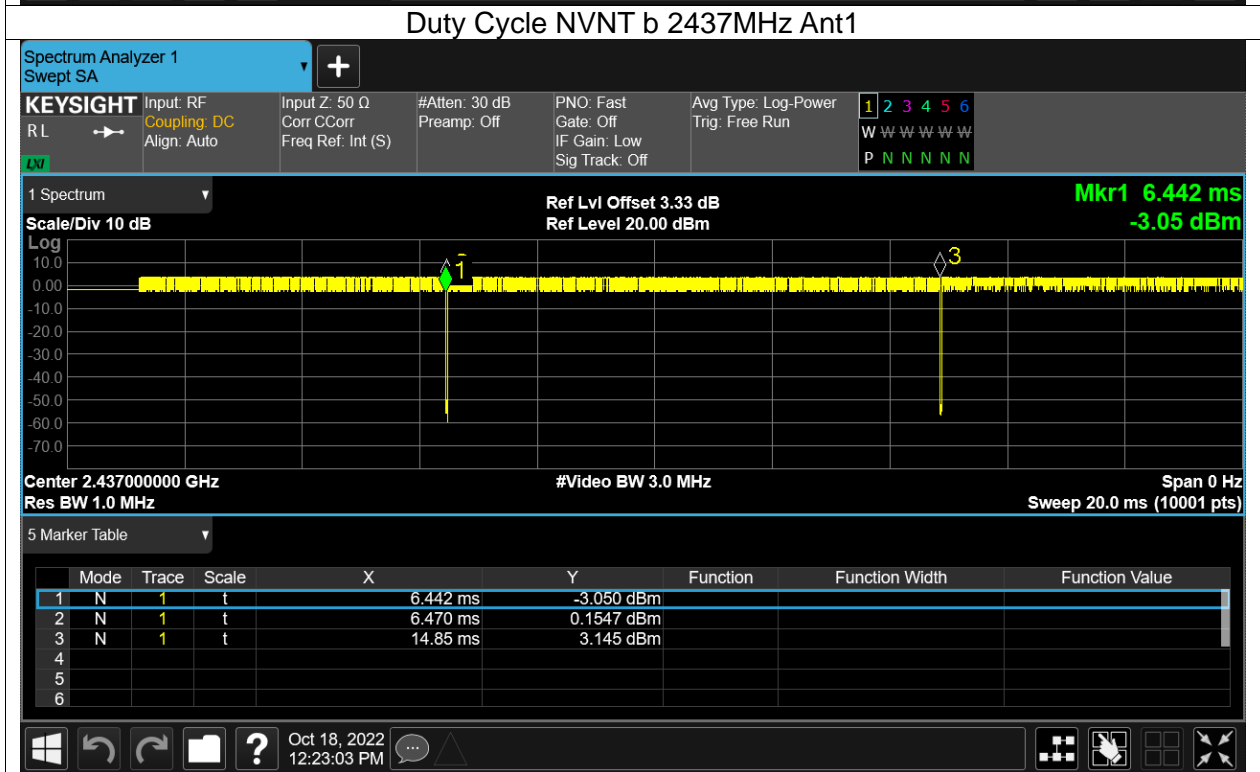 Duty Cycle NVNT b 2437MHz Ant1
Spectrum Analyzer 1
Swept SA
KEYSIGHT Input: RF Input Z: 50 Ω #Atten: 30 dB PNO: Fast Avg Type: Log-Power 1 2 3 4 5 6
R L Coupling: DC Corr CCorr Preamp: Off Gate: Off Trig: Free Run W W W W W W
Align: Auto Freq Ref: Int (S) IF Gain: Low
LXI Sig Track: Off P N N N N N
1 Spectrum Ref Lvl Offset 3.33 dB Mkr1 6.442 ms
Scale/Div 10 dB Ref Level 20.00 dBm -3.05 dBm
Log
10.0
0.00
-10.0
-20.0
-30.0
-40.0
-50.0
-60.0
-70.0
1 3
Center 2.437000000 GHz #Video BW 3.0 MHz Span 0 Hz
Res BW 1.0 MHz Sweep 20.0 ms (10001 pts)
5 Marker Table
Mode Trace Scale X Y Function Function Width Function Value
1 N 1 t 6.442 ms -3.050 dBm
2 N 1 t 6.470 ms 0.1547 dBm
3 N 1 t 14.85 ms 3.145 dBm
4
5
6
? Oct 18, 2022
12:23:03 PM